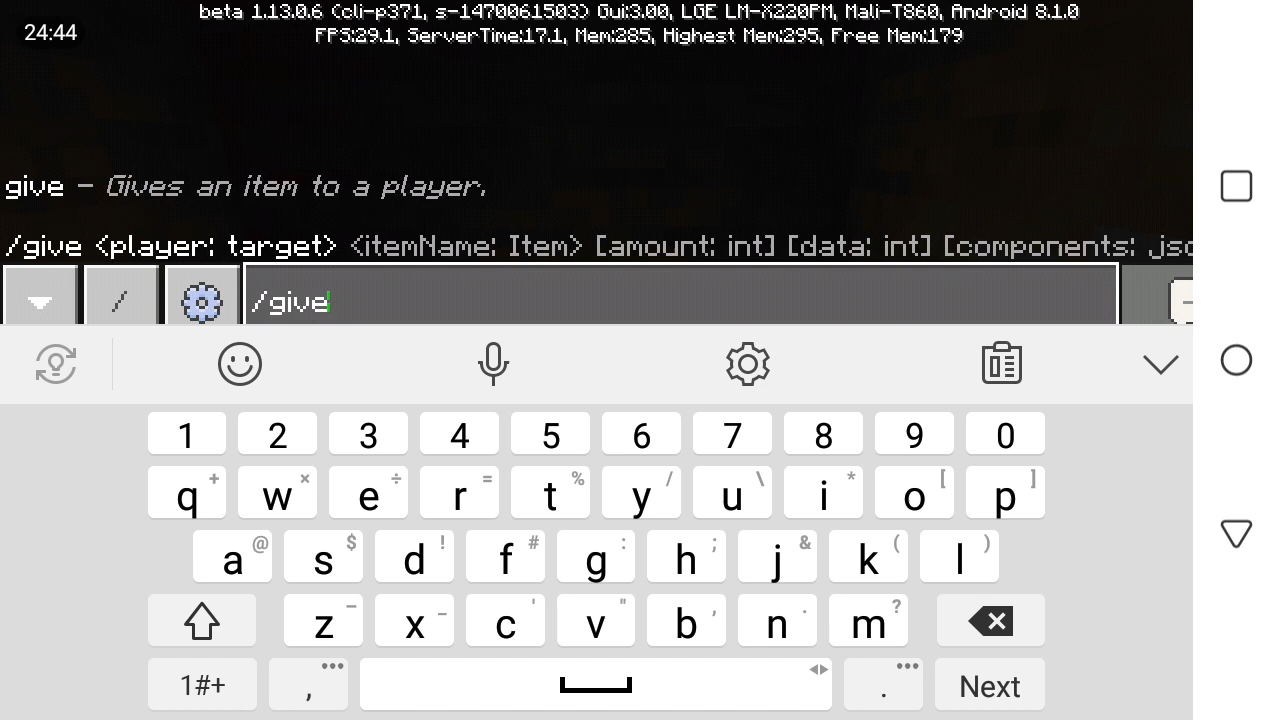 24:44
beta 1.13.0.6 (cli-p371, s-1470061503) Gui:3.00, LGE LM-X220PM, Mali-T860, Android 8.1.0
FPS:29.1, ServerTime:17.1, Mem:285, Highest Mem:295, Free Mem:179
give – Gives an item to a player.
/give <player: target> <itemName: Item> [amount: int] [data: int] [components: jso
/ /give
1 2 3 4 5 6 7 8 9 0
q + w × e ÷ r = t % y / u \ i * o [ p ]
a @ s $ d ! f # g : h ; j & k ( l )
z – x _ c ' v " b , n . m ?
1#+ , ••• . ••• Next